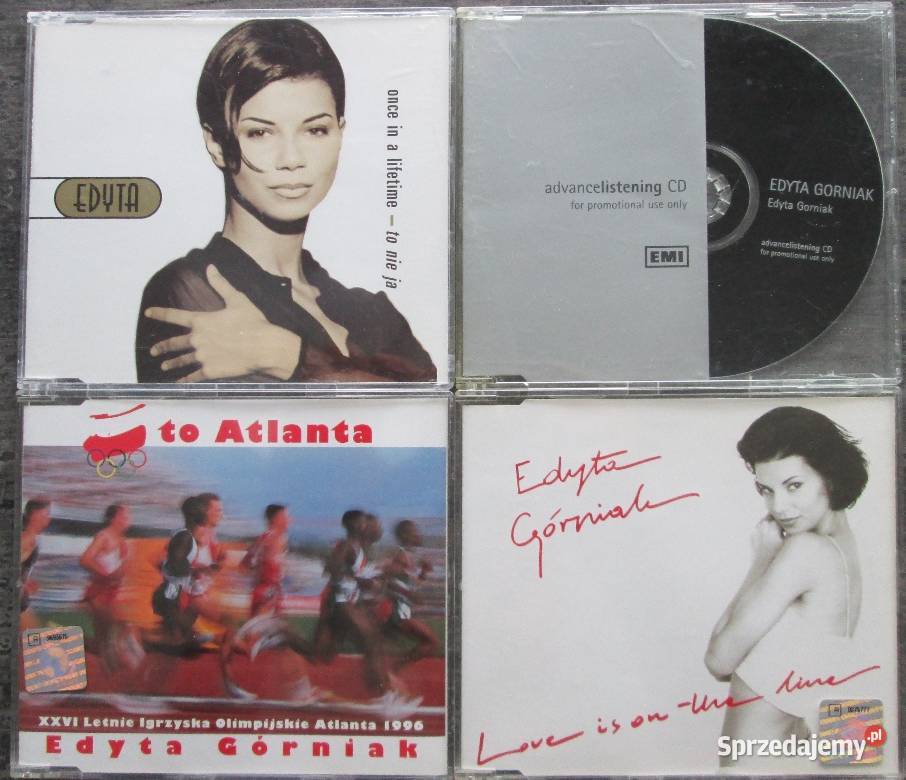 EDYTA
once in a lifetime – to nie ja
advancelistening CD
for promotional use only
EMI
EDYTA GORNIAK
Edyta Gorniak
advancelistening CD
for promotional use only
to Atlanta
XXVI Letnie Igrzyska Olimpijskie Atlanta 1996
Edyta Górniak
Edyta
Górniak
Love is on the line
Sprzedajemy.pl